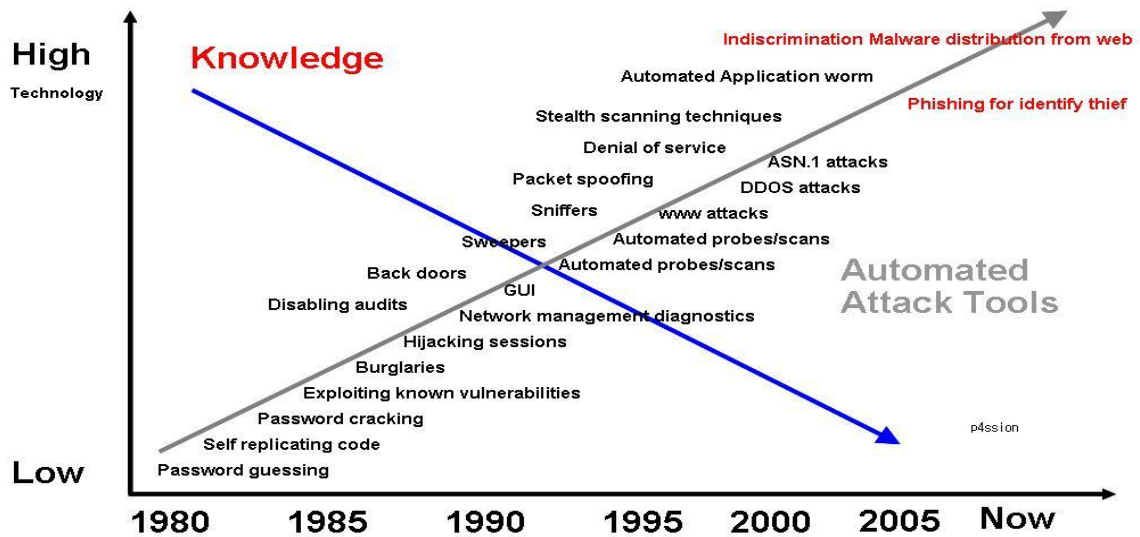 Indiscrimination Malware distribution from web
High
Knowledge
Automated Application worm
Technology
Phishing for identify thief
Stealth scanning techniques
Denial of service
ASN.1 attacks
Packet spoofing
DDOS attacks
Sniffers
www attacks
Sweepers
Automated probes/scans
Automated probes/scans
Back doors
Automated
Attack Tools
GUI
Disabling audits
Network management diagnostics
Hijacking sessions
Burglaries
Exploiting known vulnerabilities
Password cracking
p4ssion
Self replicating code
Low
Password guessing
1980 1985 1990 1995 2000 2005 Now